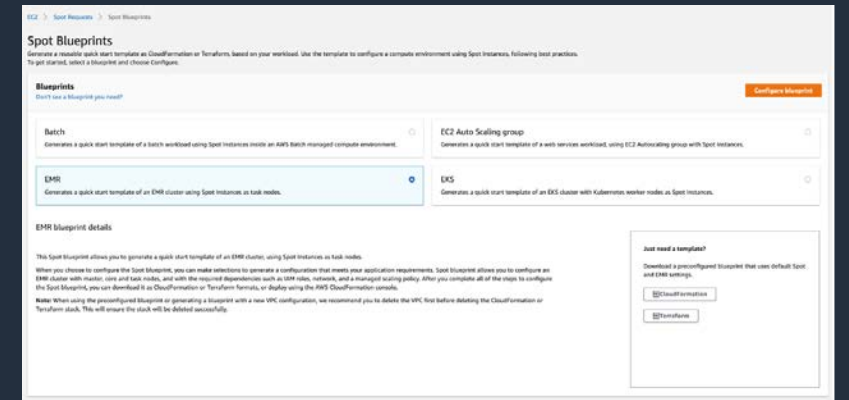 EC2 > Spot Requests > Spot Blueprints
Spot Blueprints
Generate a reusable quick start template as CloudFormation or Terraform, based on your workload. Use the template to configure a compute environment using Spot Instances, following best practices.
To get started, select a blueprint and choose Configure.
Blueprints
Don't see a blueprint you need?
Configure blueprint
Batch
Generates a quick start template of a batch workload using Spot Instances inside an AWS Batch managed compute environment.
EC2 Auto Scaling group
Generates a quick start template of a web services workload, using EC2 Autoscaling group with Spot Instances.
EMR
Generates a quick start template of an EMR cluster using Spot Instances as task nodes.
EKS
Generates a quick start template of an EKS cluster with Kubernetes worker nodes as Spot Instances.
EMR blueprint details
This Spot blueprint allows you to generate a quick start template of an EMR cluster, using Spot Instances as task nodes.
When you choose to configure the Spot blueprint, you can make selections to generate a configuration that meets your application requirements. Spot blueprint allows you to configure an
EMR cluster with master, core and task nodes, and with the required dependencies such as IAM roles, network, and a managed scaling policy. After you complete all of the steps to configure
the Spot blueprint, you can download it as CloudFormation or Terraform formats, or deploy using the AWS CloudFormation console.
Note: When using the preconfigured blueprint or generating a blueprint with a new VPC configuration, we recommend you to delete the VPC first before deleting the CloudFormation or
Terraform stack. This will ensure the stack will be deleted successfully.
Just need a template?
Download a preconfigured blueprint that uses default Spot
and EMR settings.
CloudFormation
Terraform